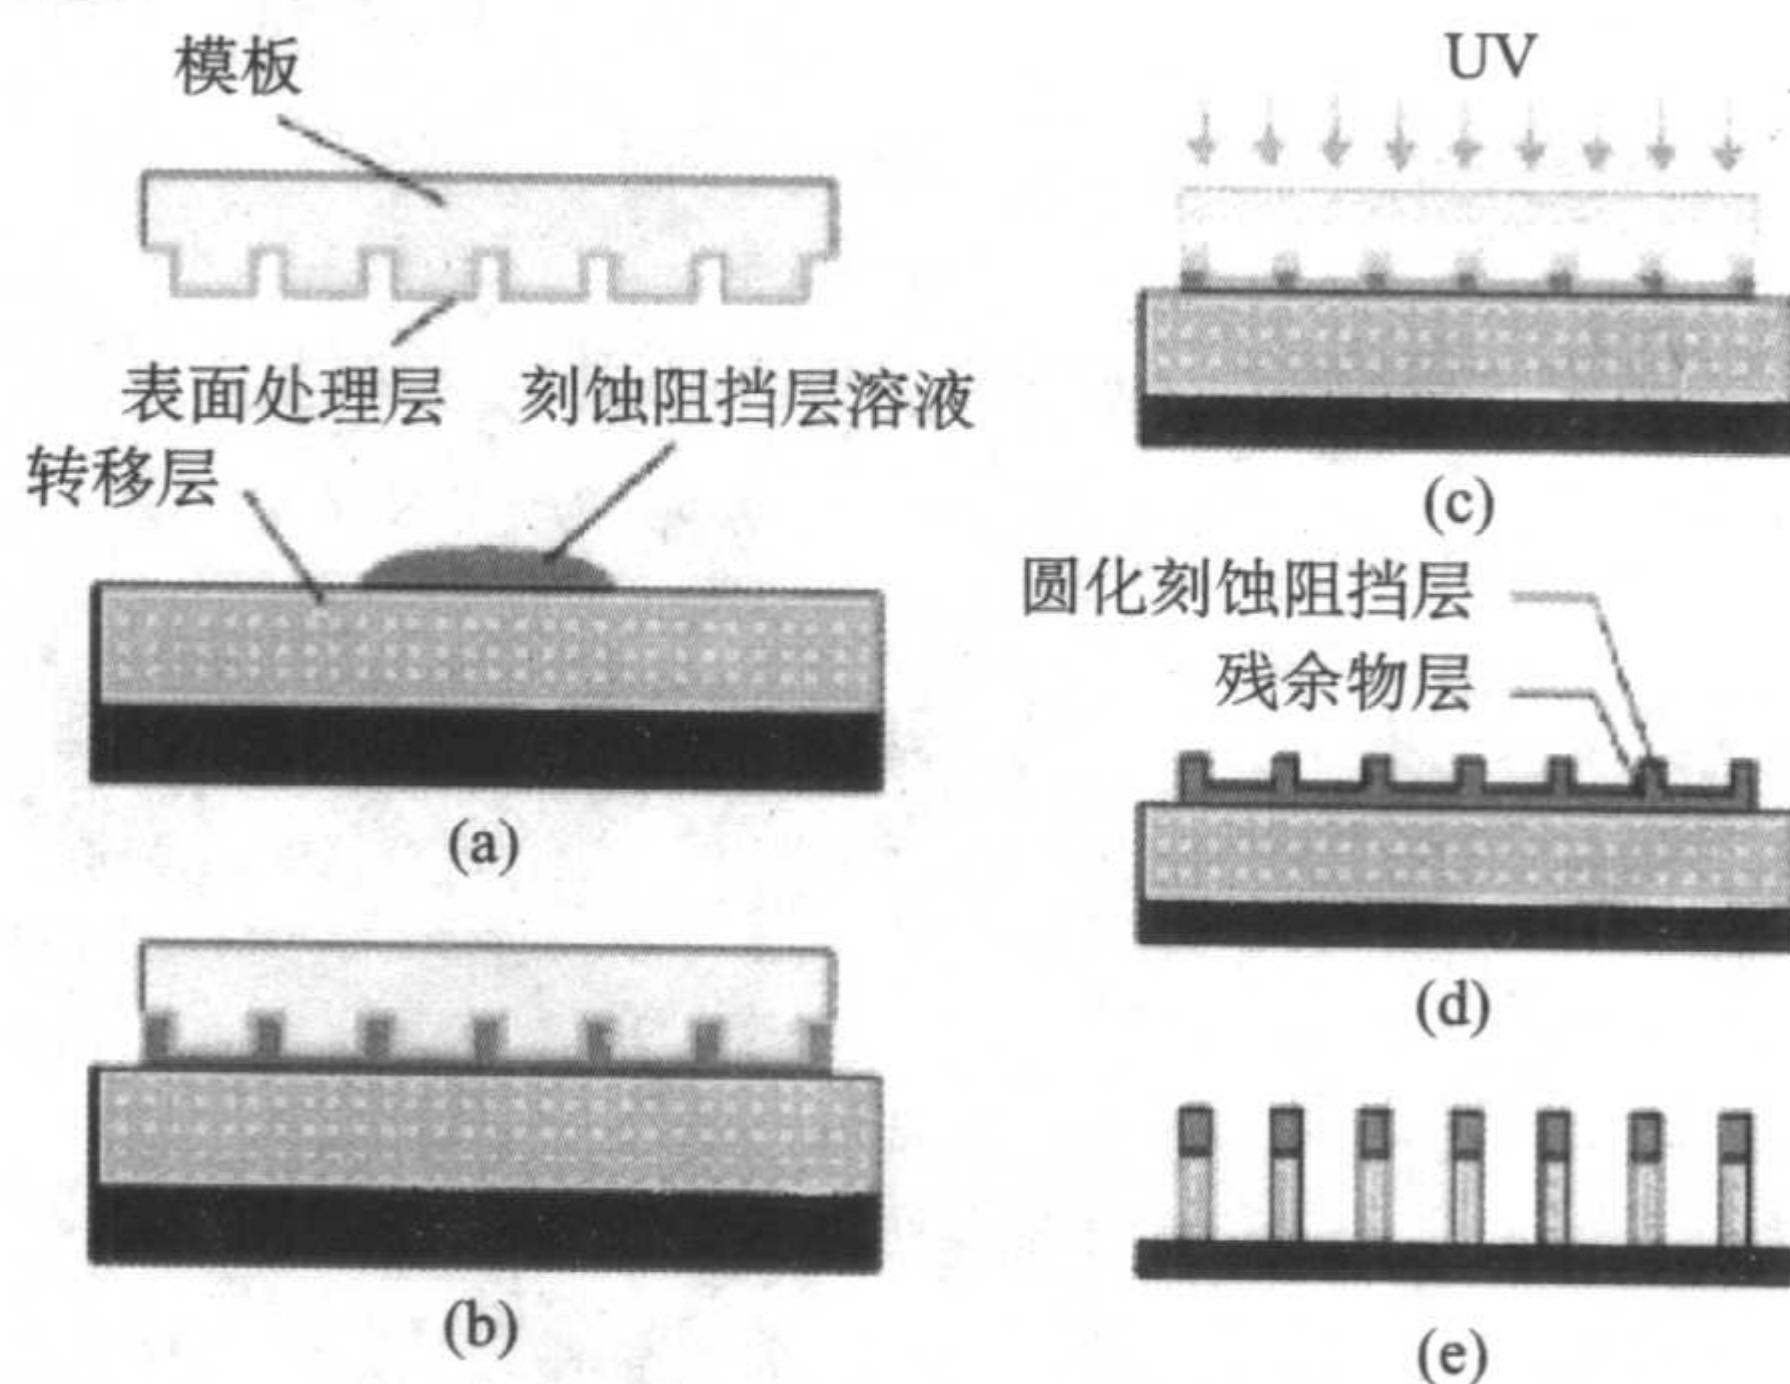 模板
表面处理层
刻蚀阻挡层溶液
转移层
(a)
(b)
UV
(c)
圆化刻蚀阻挡层
残余物层
(d)
(e)